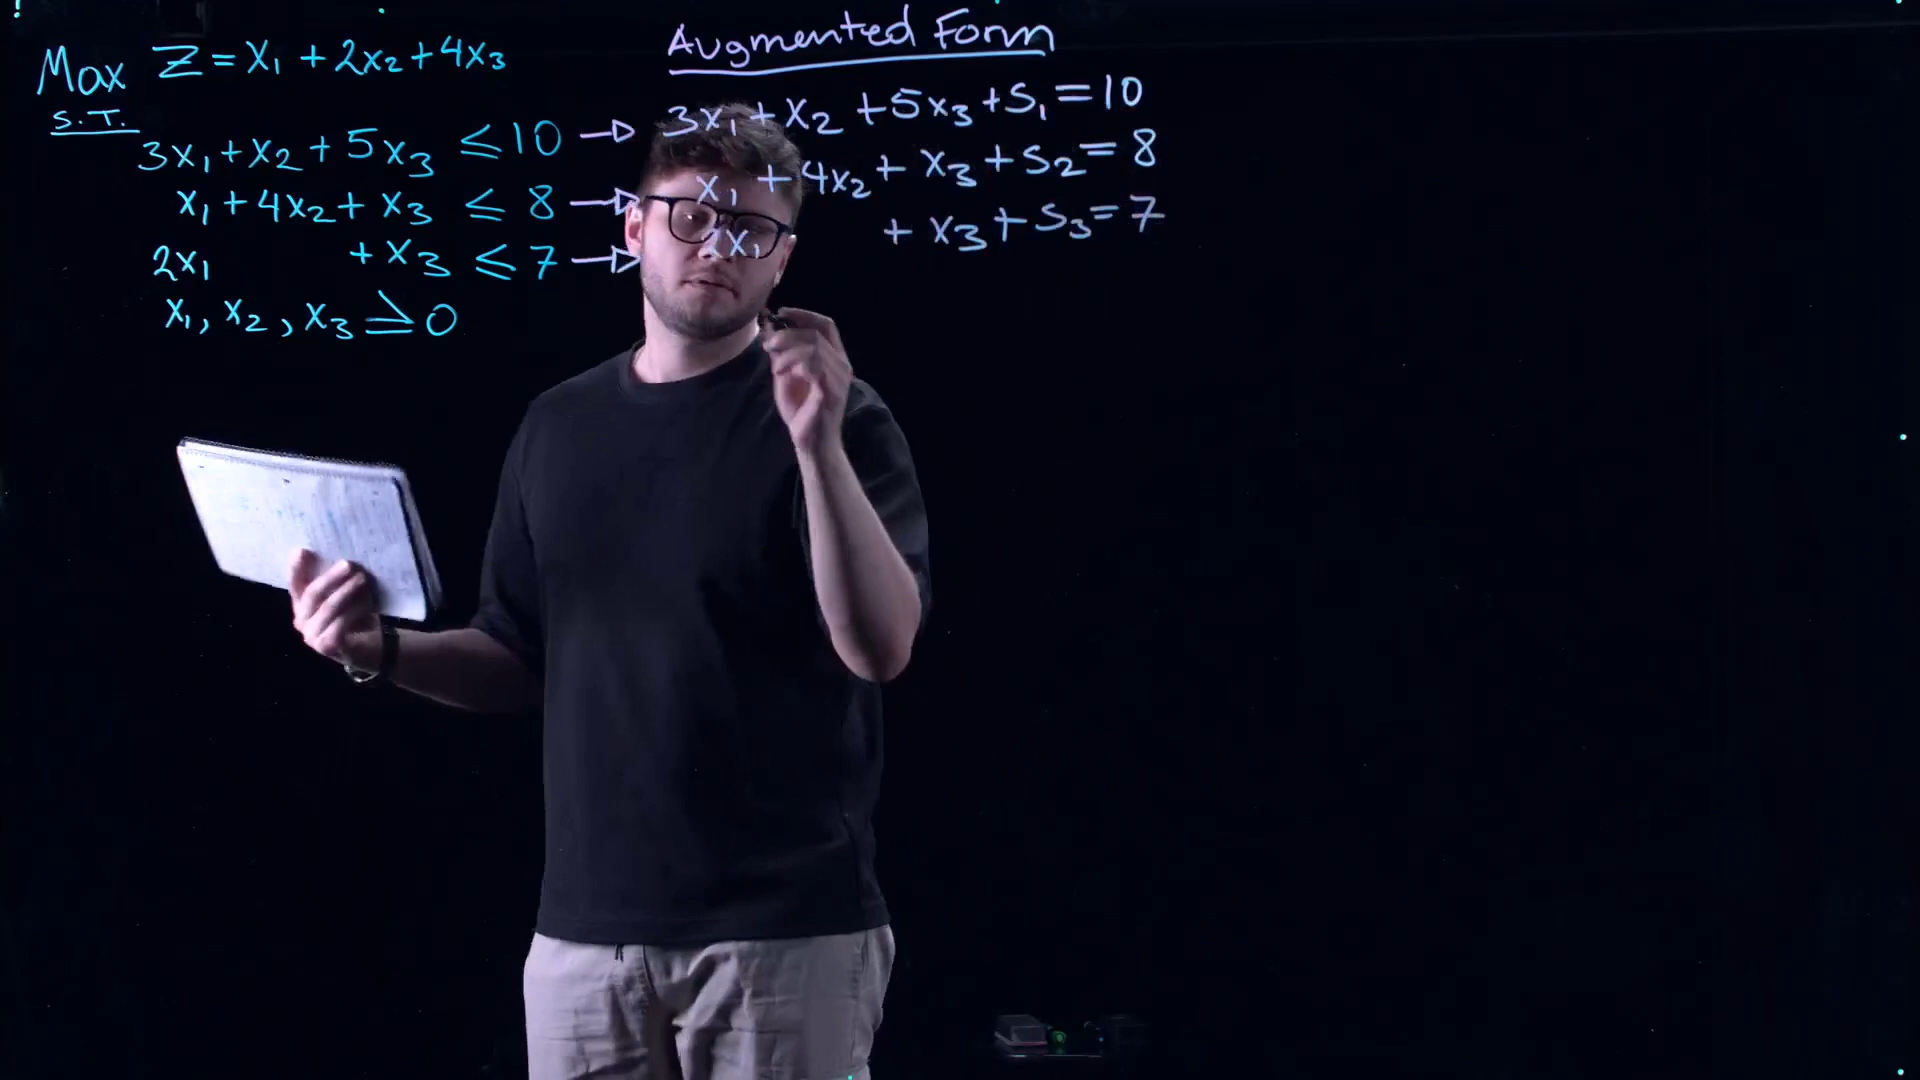 Max Z = x₁ + 2x₂ + 4x₃
S.T.
3x₁ + x₂ + 5x₃ ≤ 10 →
x₁ + 4x₂ + x₃ ≤ 8 →
2x₁ + x₃ ≤ 7 →
x₁, x₂, x₃ ≥ 0
Augmented Form
3x₁ + x₂ + 5x₃ + S₁ = 10
x₁ + 4x₂ + x₃ + S₂ = 8
2x₁ + x₃ + S₃ = 7